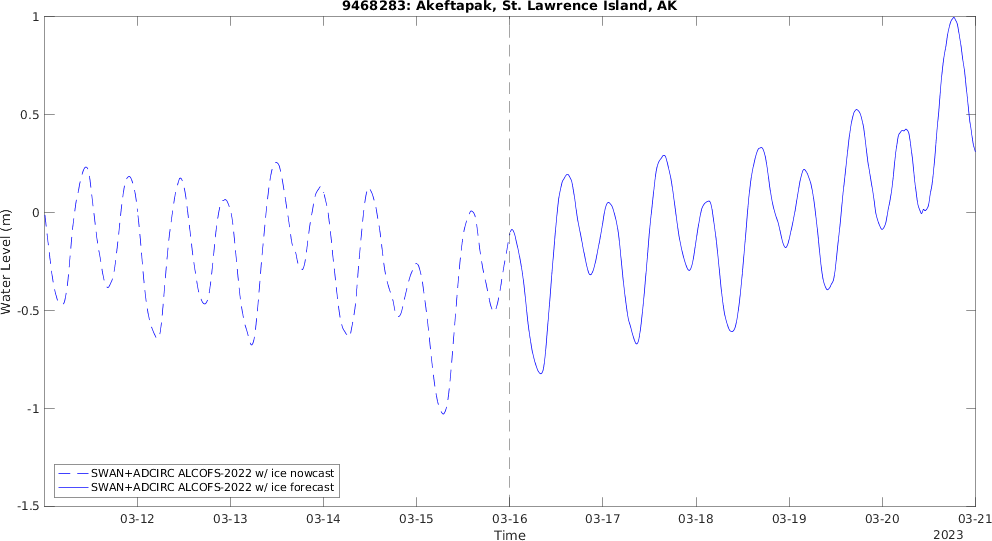 9468283: Akeftapak, St. Lawrence Island, AK
Water Level (m)
1
0.5
0
-0.5
-1
-1.5
SWAN+ADCIRC ALCOFS-2022 w/ ice nowcast
SWAN+ADCIRC ALCOFS-2022 w/ ice forecast
03-12 03-13 03-14 03-15 03-16 03-17 03-18 03-19 03-20 03-21
Time
2023